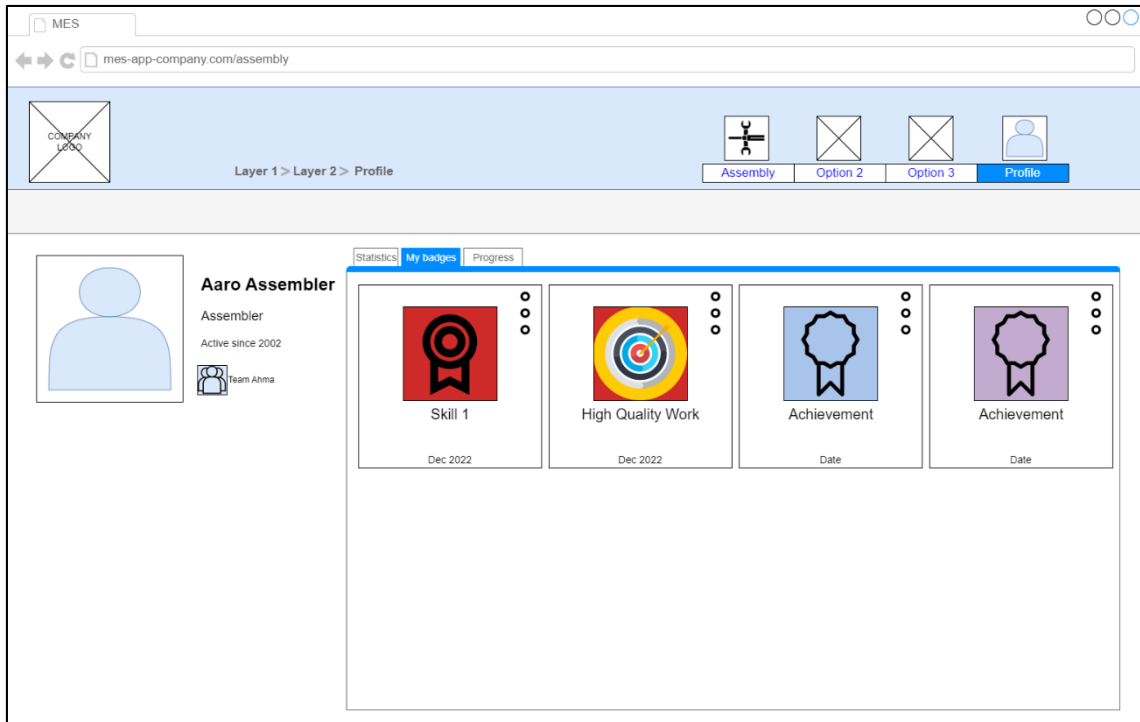 MES
mes-app-company.com/assembly
COMPANY
LOGO
Layer 1 > Layer 2 > Profile
Assembly
Option 2
Option 3
Profile
Statistics
My badges
Progress
Aaro Assembler
Assembler
Active since 2002
Team Ahma
Skill 1
Dec 2022
High Quality Work
Dec 2022
Achievement
Date
Achievement
Date